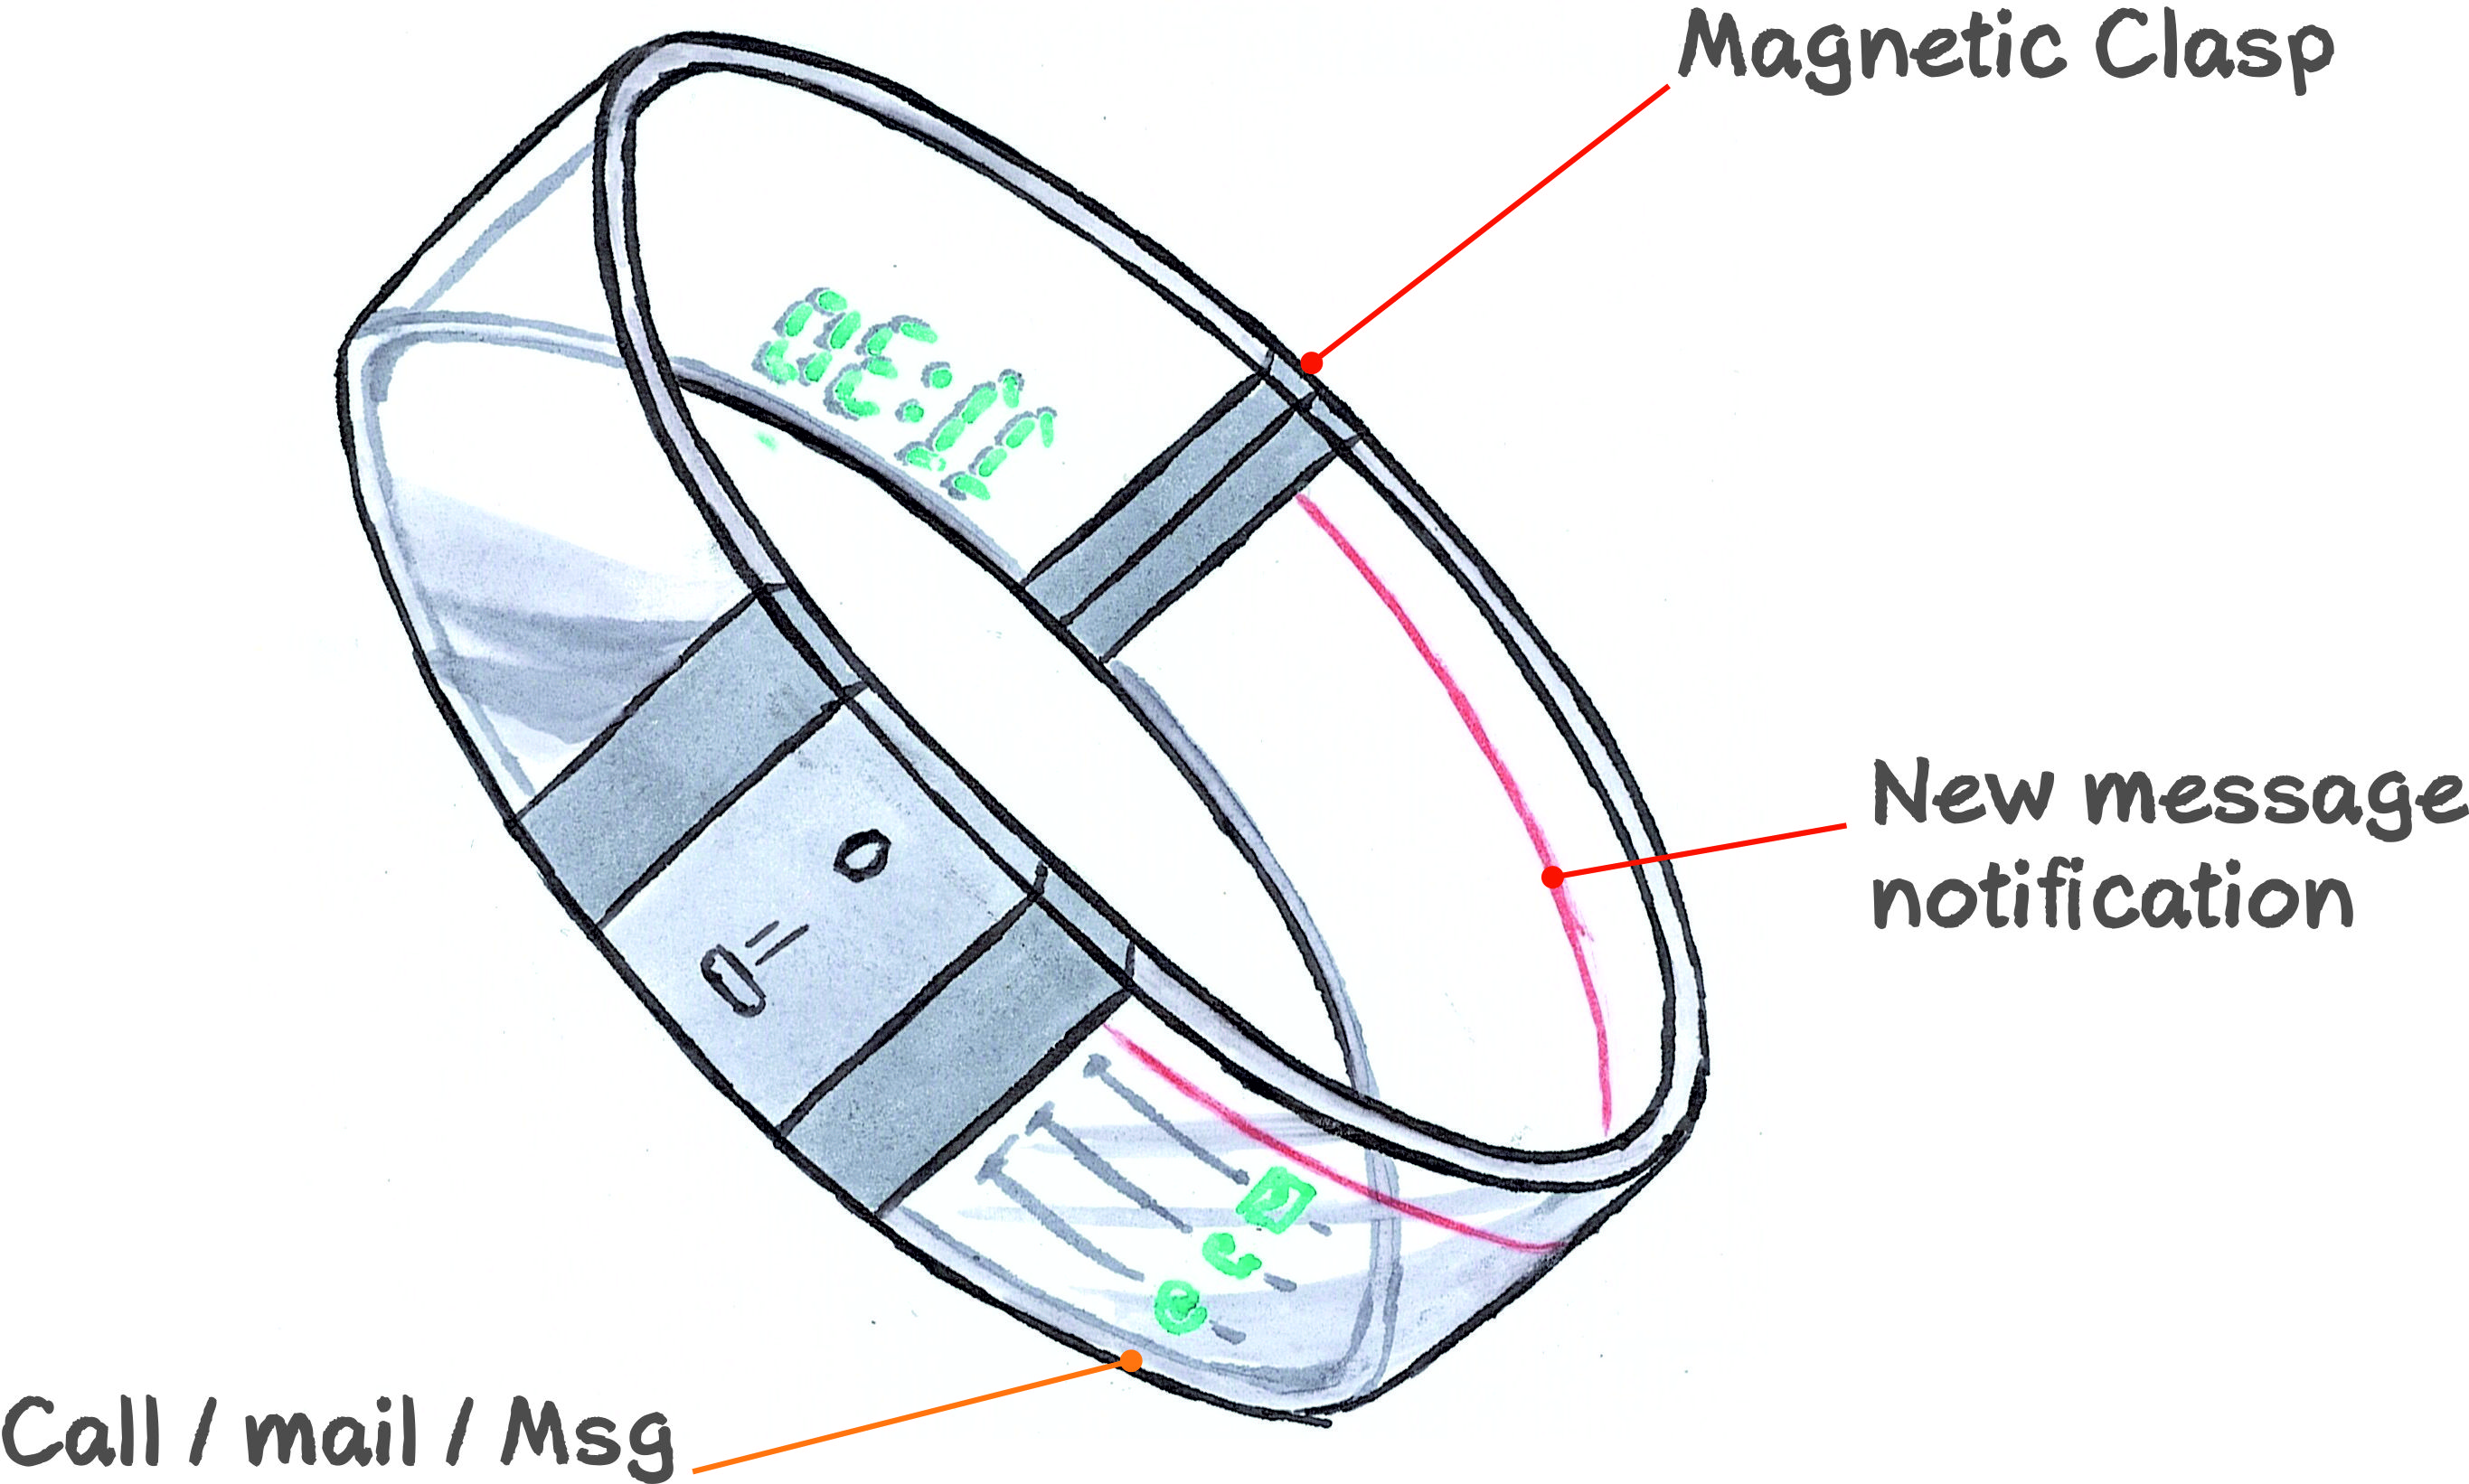 Magnetic Clasp
New message
notification
Call / mail / Msg